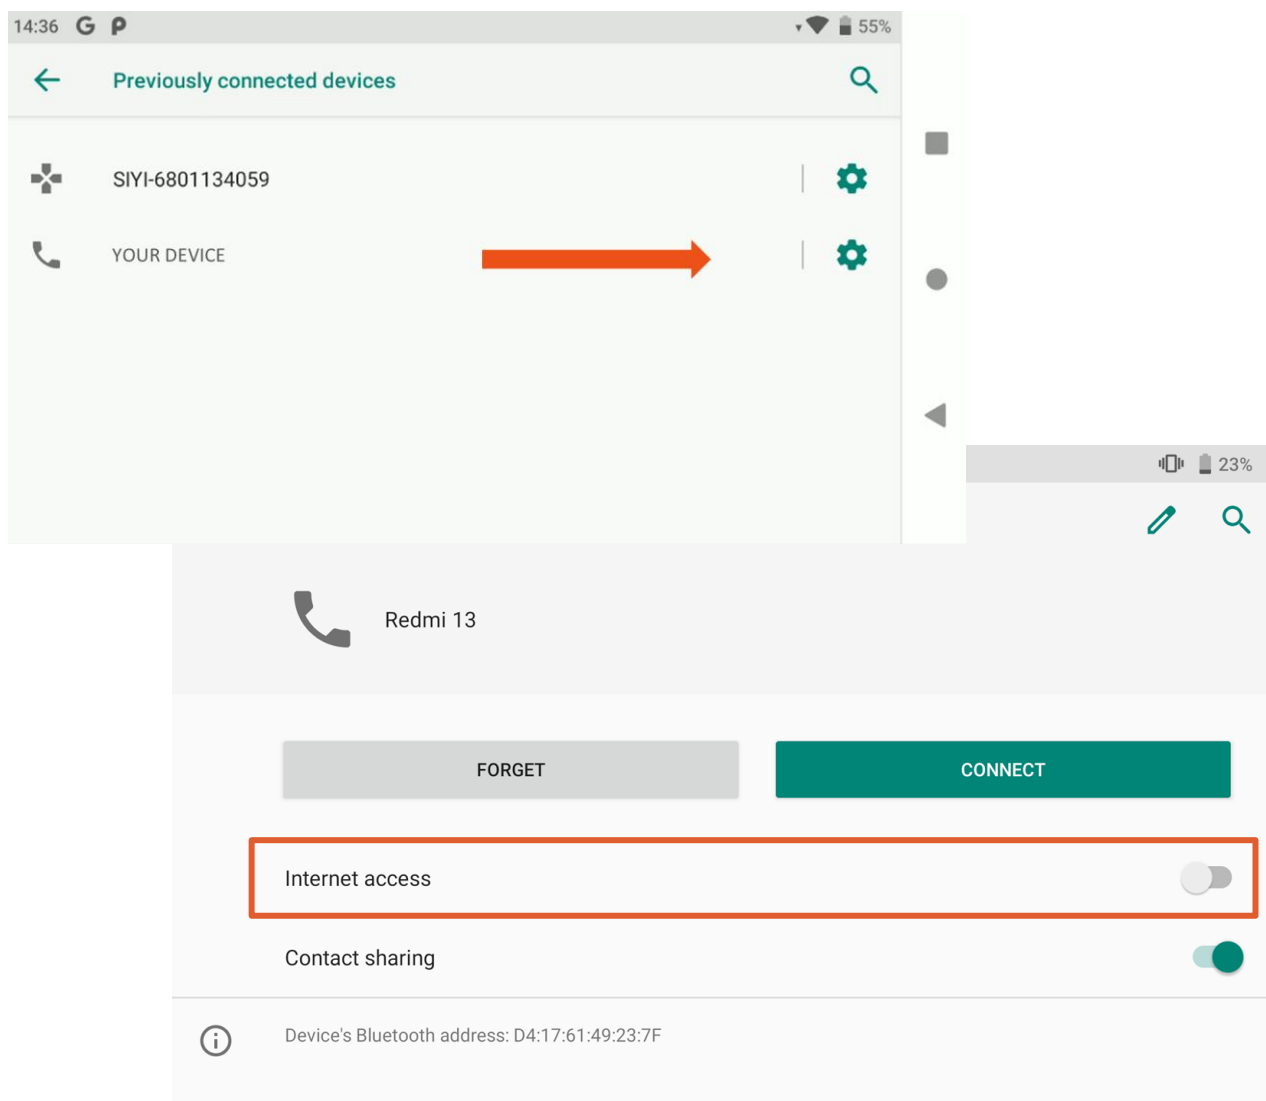 14:36 G P 55%
Previously connected devices
SIYI-6801134059
YOUR DEVICE
23%
Redmi 13
FORGET CONNECT
Internet access
Contact sharing
Device's Bluetooth address: D4:17:61:49:23:7F